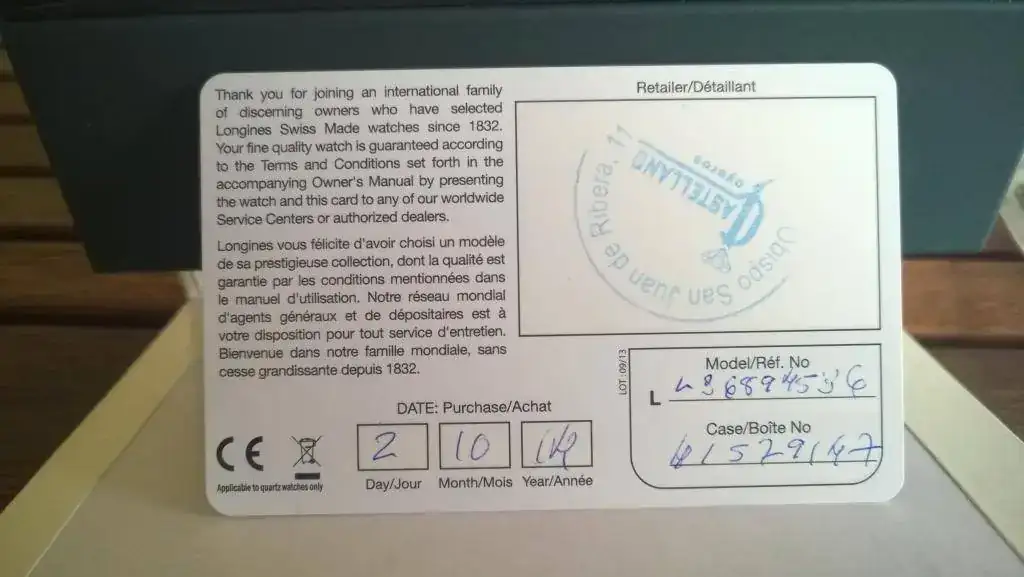 Thank you for joining an international family
of discerning owners who have selected
Longines Swiss Made watches since 1832.
Your fine quality watch is guaranteed according
to the Terms and Conditions set forth in the
accompanying Owner's Manual by presenting
the watch and this card to any of our worldwide
Service Centers or authorized dealers.
Longines vous félicite d'avoir choisi un modèle
de sa prestigieuse collection, dont la qualité est
garantie par les conditions mentionnées dans
le manuel d'utilisation. Notre réseau mondial
d'agents généraux et de dépositaires est à
votre disposition pour tout service d'entretien.
Bienvenue dans notre famille mondiale, sans
cesse grandissante depuis 1832.
Retailer/Détaillant
CASTELLANO
Joyeros
Obispo San Juan de Ribera, 11
DATE: Purchase/Achat
2 10 14
Day/Jour Month/Mois Year/Année
CE
Applicable to quartz watches only
LOT : 09/13
Model/Réf. No
L
Case/Boîte No
41579147